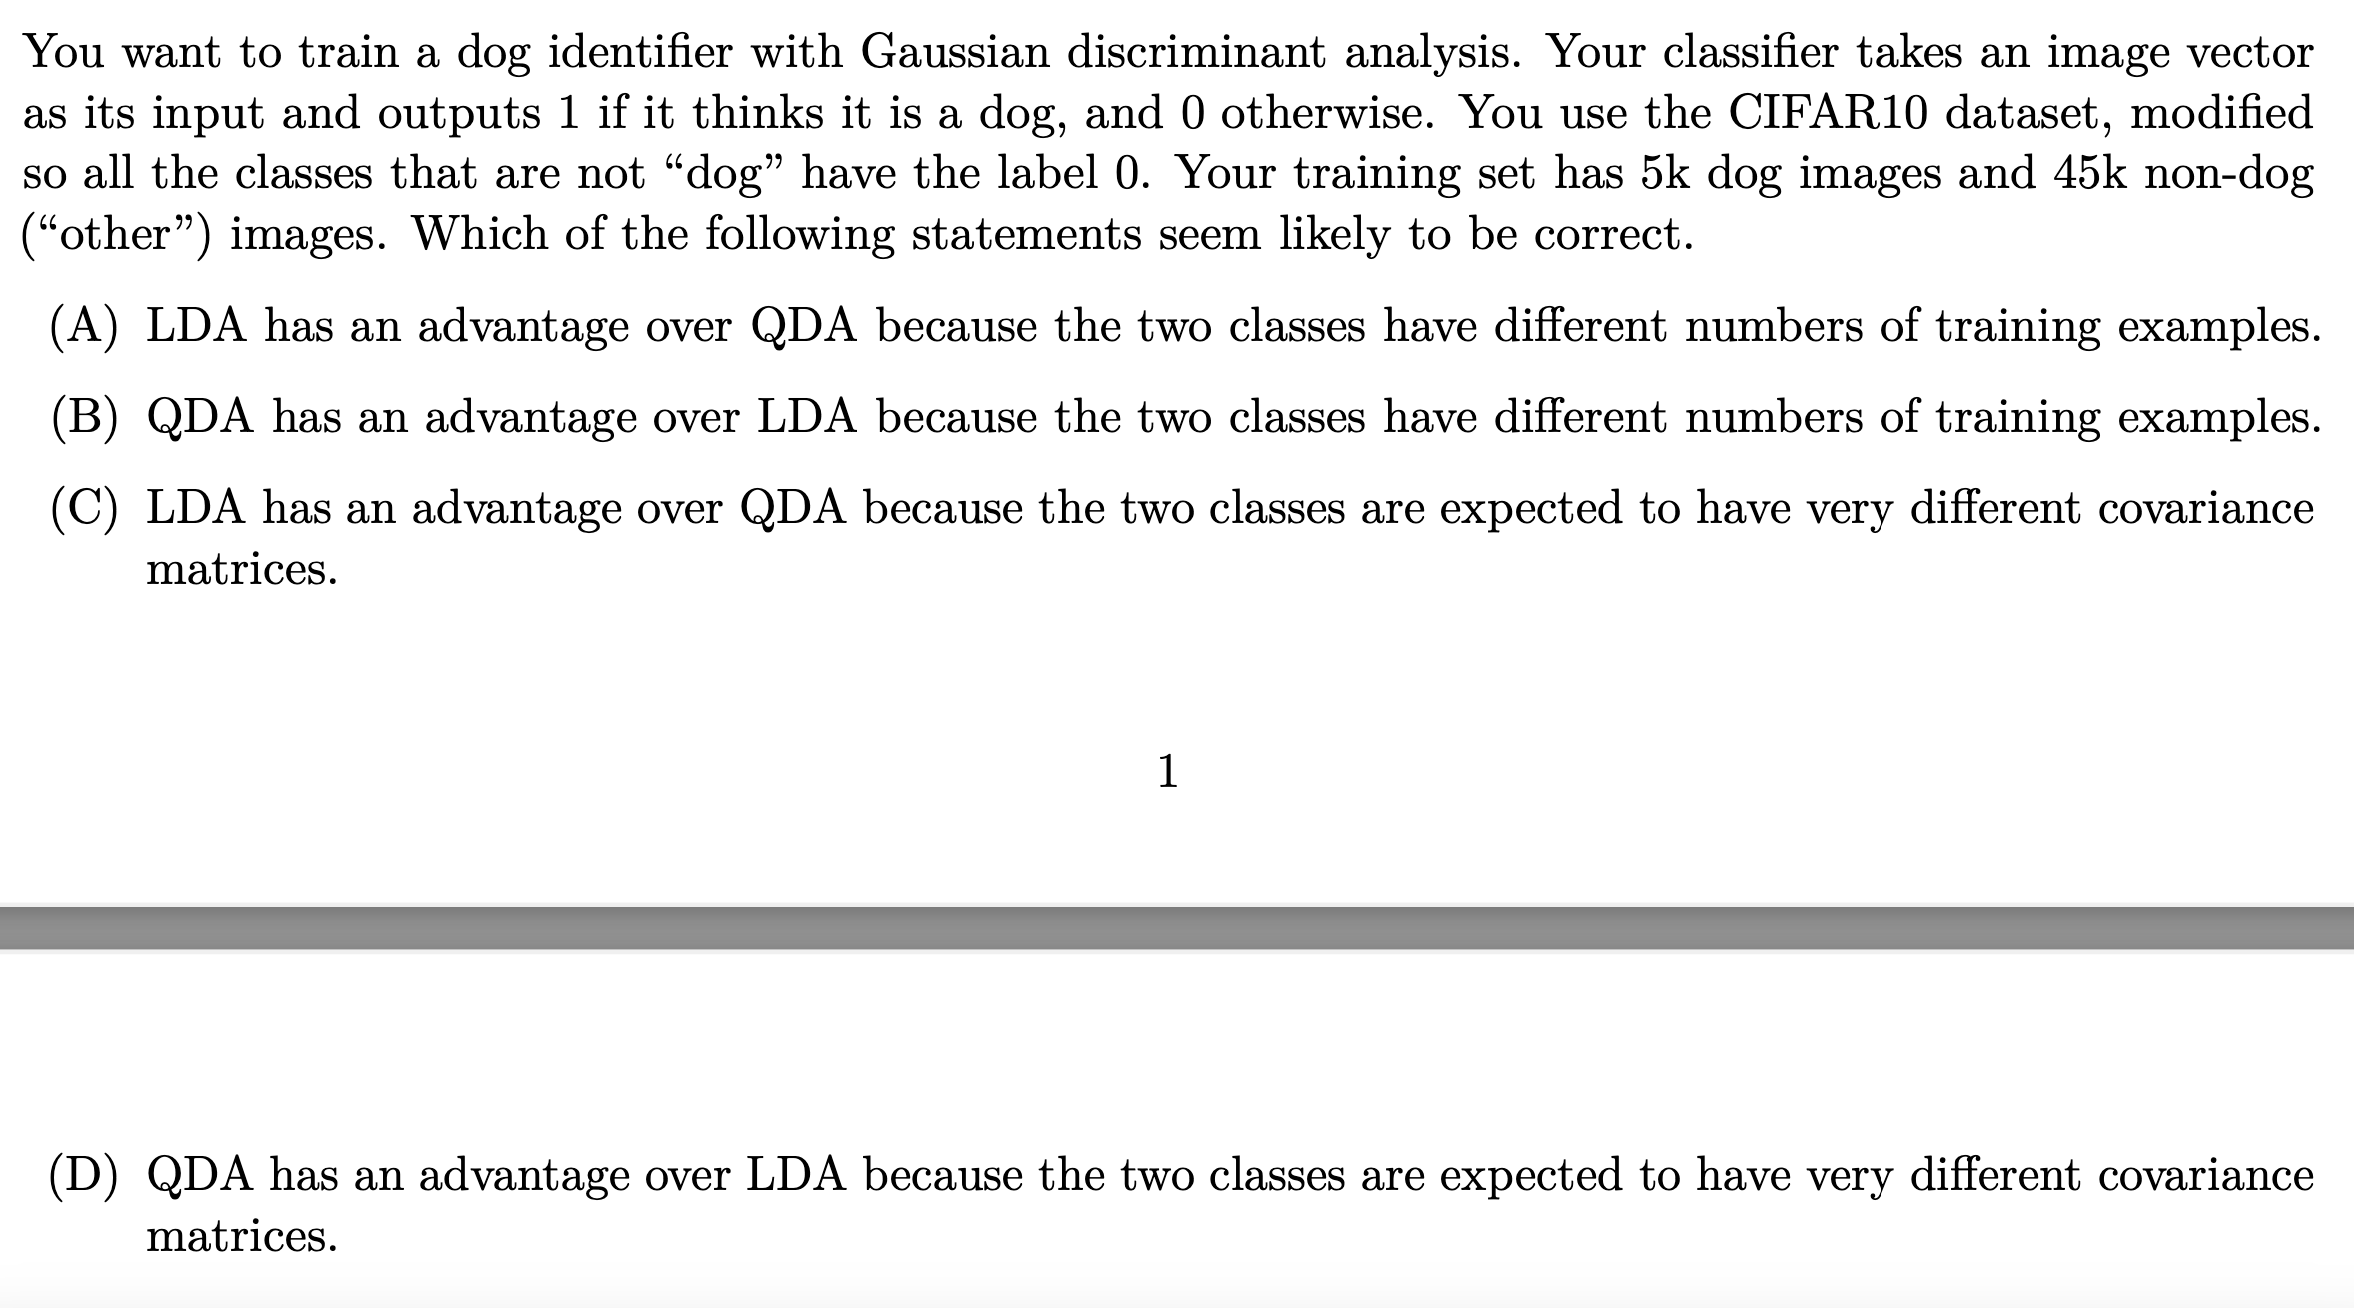 You want to train a dog identifier with Gaussian discriminant analysis. Your classifier takes an image vector
as its input and outputs 1 if it thinks it is a dog, and 0 otherwise. You use the CIFAR10 dataset, modified
so all the classes that are not “dog” have the label 0. Your training set has 5k dog images and 45k non-dog
(“other”) images. Which of the following statements seem likely to be correct.
(A) LDA has an advantage over QDA because the two classes have different numbers of training examples.
(B) QDA has an advantage over LDA because the two classes have different numbers of training examples.
(C) LDA has an advantage over QDA because the two classes are expected to have very different covariance
matrices.
1
(D) QDA has an advantage over LDA because the two classes are expected to have very different covariance
matrices.